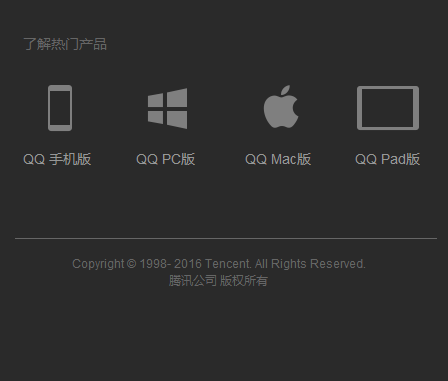 了解热门产品
QQ 手机版 QQ PC版 QQ Mac版 QQ Pad版
Copyright © 1998- 2016 Tencent. All Rights Reserved.
腾讯公司 版权所有